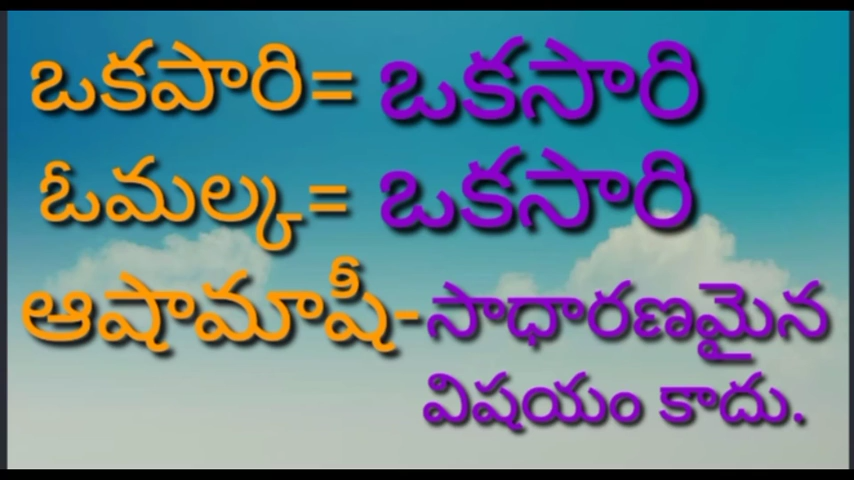 ఒకపారి= ఒకసారి
ఓమల్క= ఒకసారి
ఆషామాషీ-సాధారణమైన
విషయం కాదు.